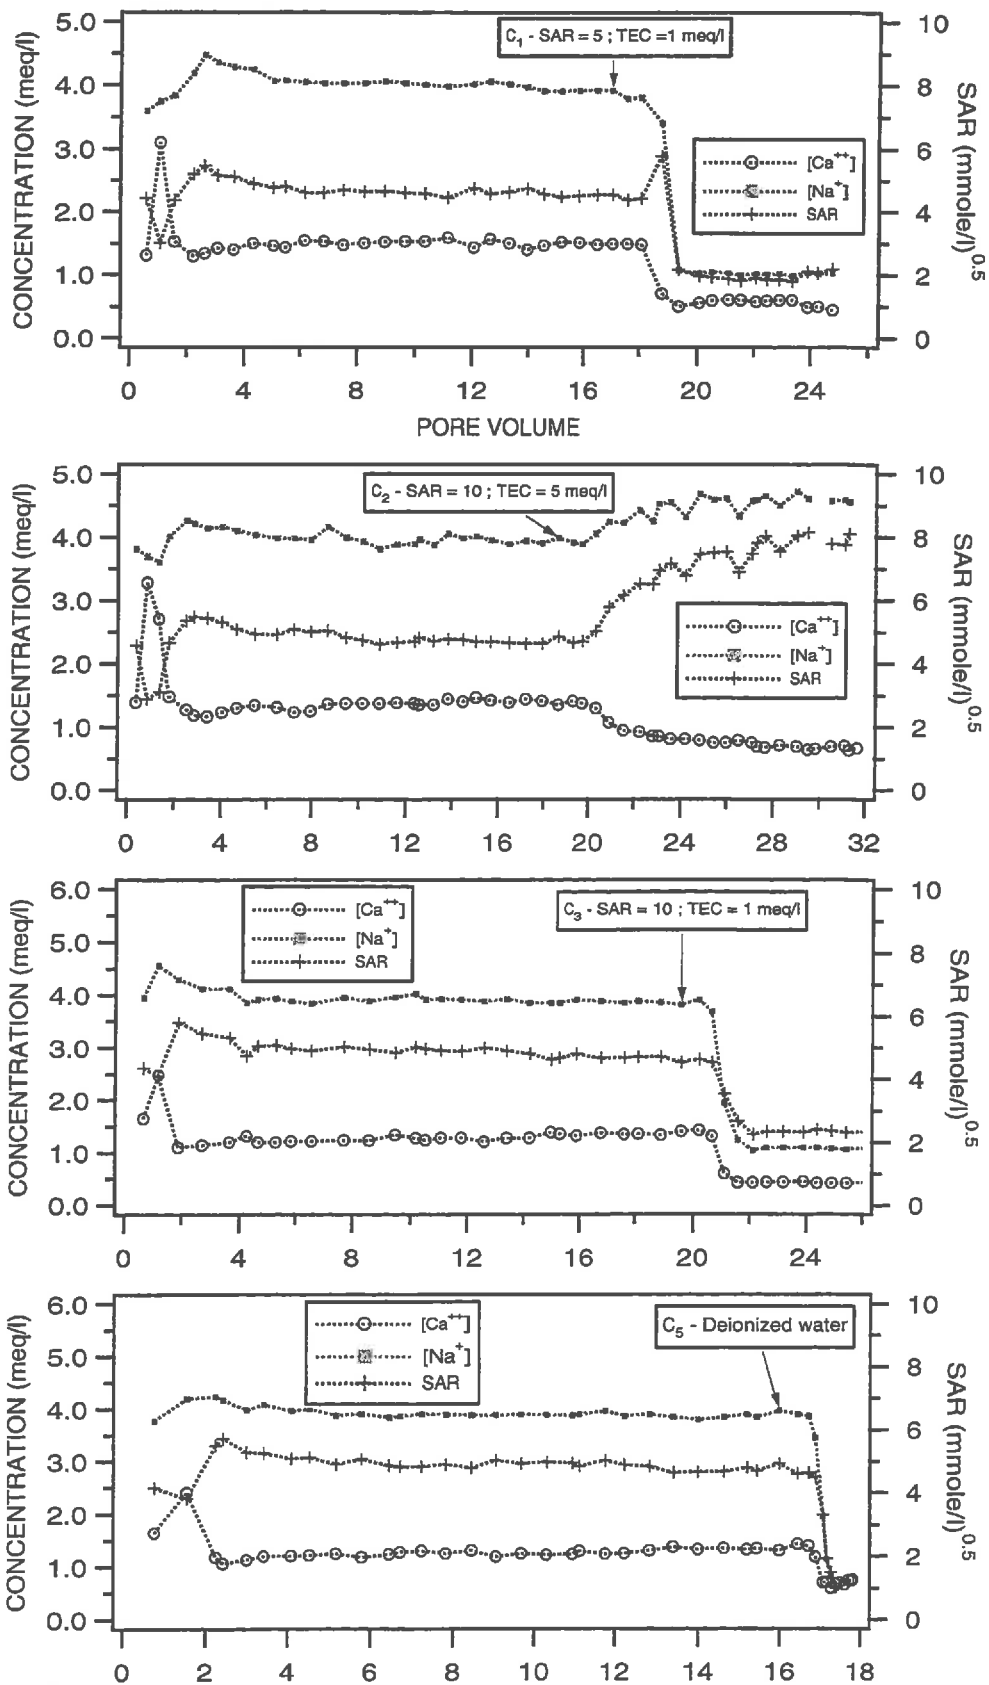 C1 - SAR = 5 ; TEC =1 meq/l
CONCENTRATION (meq/l)
5.0
4.0
3.0
2.0
1.0
0.0
[Ca++]
[Na+]
SAR
10
8
6
4
2
0
SAR (mmole/l)0.5
0 4 8 12 16 20 24
PORE VOLUME
C2 - SAR = 10 ; TEC = 5 meq/l
CONCENTRATION (meq/l)
5.0
4.0
3.0
2.0
1.0
0.0
[Ca++]
[Na+]
SAR
10
8
6
4
2
0
SAR (mmole/l)0.5
0 4 8 12 16 20 24 28 32
[Ca++]
[Na+]
SAR
C3 - SAR = 10 ; TEC = 1 meq/l
CONCENTRATION (meq/l)
6.0
5.0
4.0
3.0
2.0
1.0
0.0
10
8
6
4
2
0
SAR (mmole/l)0.5
0 4 8 12 16 20 24
[Ca++]
[Na+]
SAR
C5 - Deionized water
CONCENTRATION (meq/l)
6.0
5.0
4.0
3.0
2.0
1.0
0.0
10
8
6
4
2
0
SAR (mmole/l)0.5
0 2 4 6 8 10 12 14 16 18